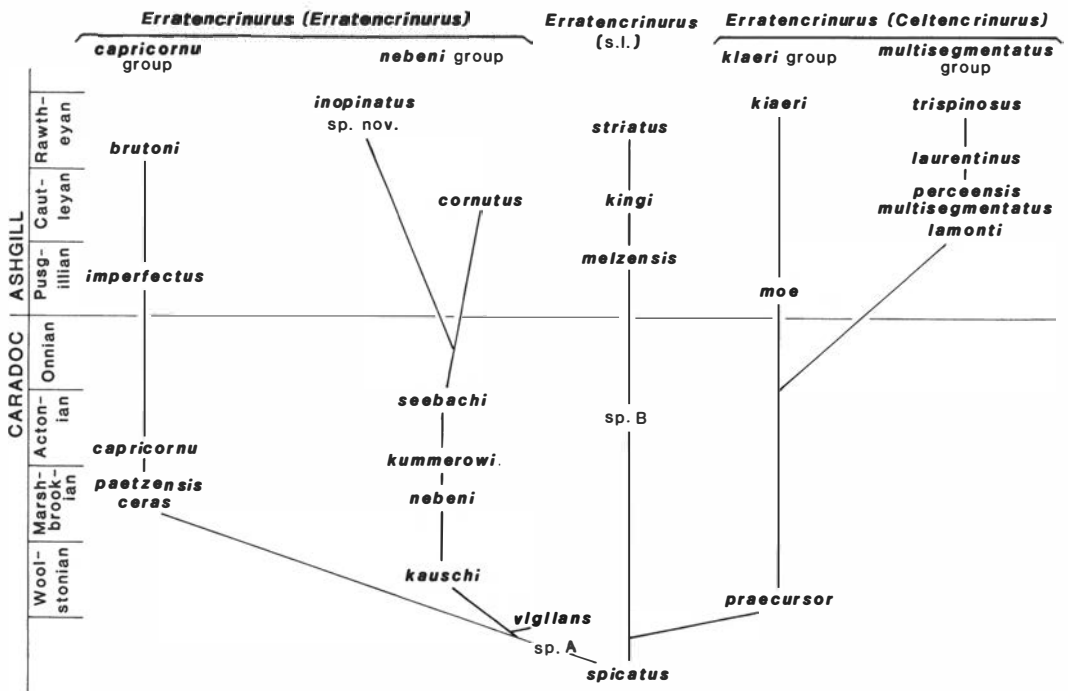 Erratencrinurus (Erratencrinurus)
Erratencrinurus
(s.l.)
Erratencrinurus (Celtencrinurus)
capricornu
group
nebeni group
klaeri group
multisegmentatus
group
ASHGILL
CARADOC
Rawth-
eyan
Caut-
leyan
Pusg-
illian
Onnian
Acton-
ian
Marsh-
brook-
ian
Wool-
stonian
brutoni
imperfectus
capricornu
paetzensis
ceras
inopinatus
sp. nov.
cornutus
seebachi
kummerowi.
nebeni
kauschi
vigilans
sp. A
striatus
kingi
melzensis
sp. B
spicatus
kiaeri
moe
praecursor
trispinosus
laurentinus
perceensis
multisegmentatus
lamonti